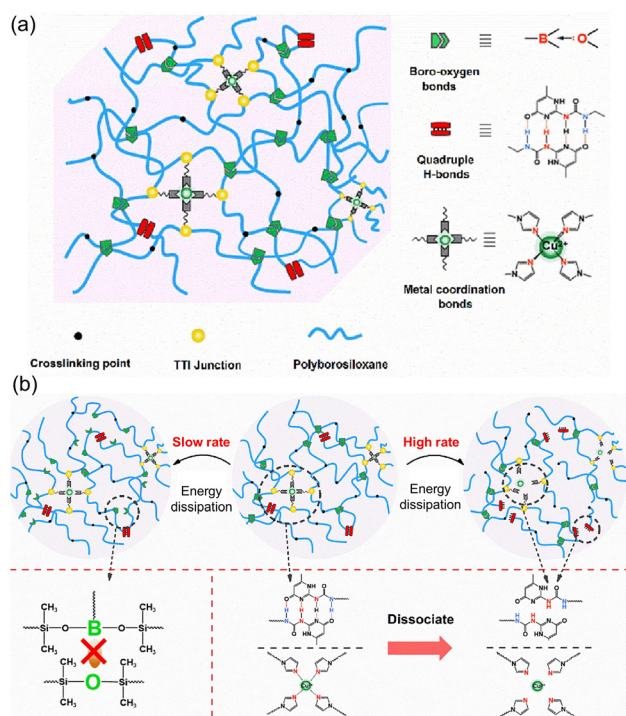 (a)
B
O
Boro-oxygen
bonds
Quadruple
H-bonds
Metal coordination
bonds
Cu²⁺
Crosslinking point
TTI Junction
Polyborosiloxane
(b)
Slow rate
Energy
dissipation
High rate
Energy
dissipation
CH₃ CH₃
Si—O—B—O—Si
CH₃ CH₃
CH₃ CH₃
Si—O—Si
CH₃ CH₃
Dissociate